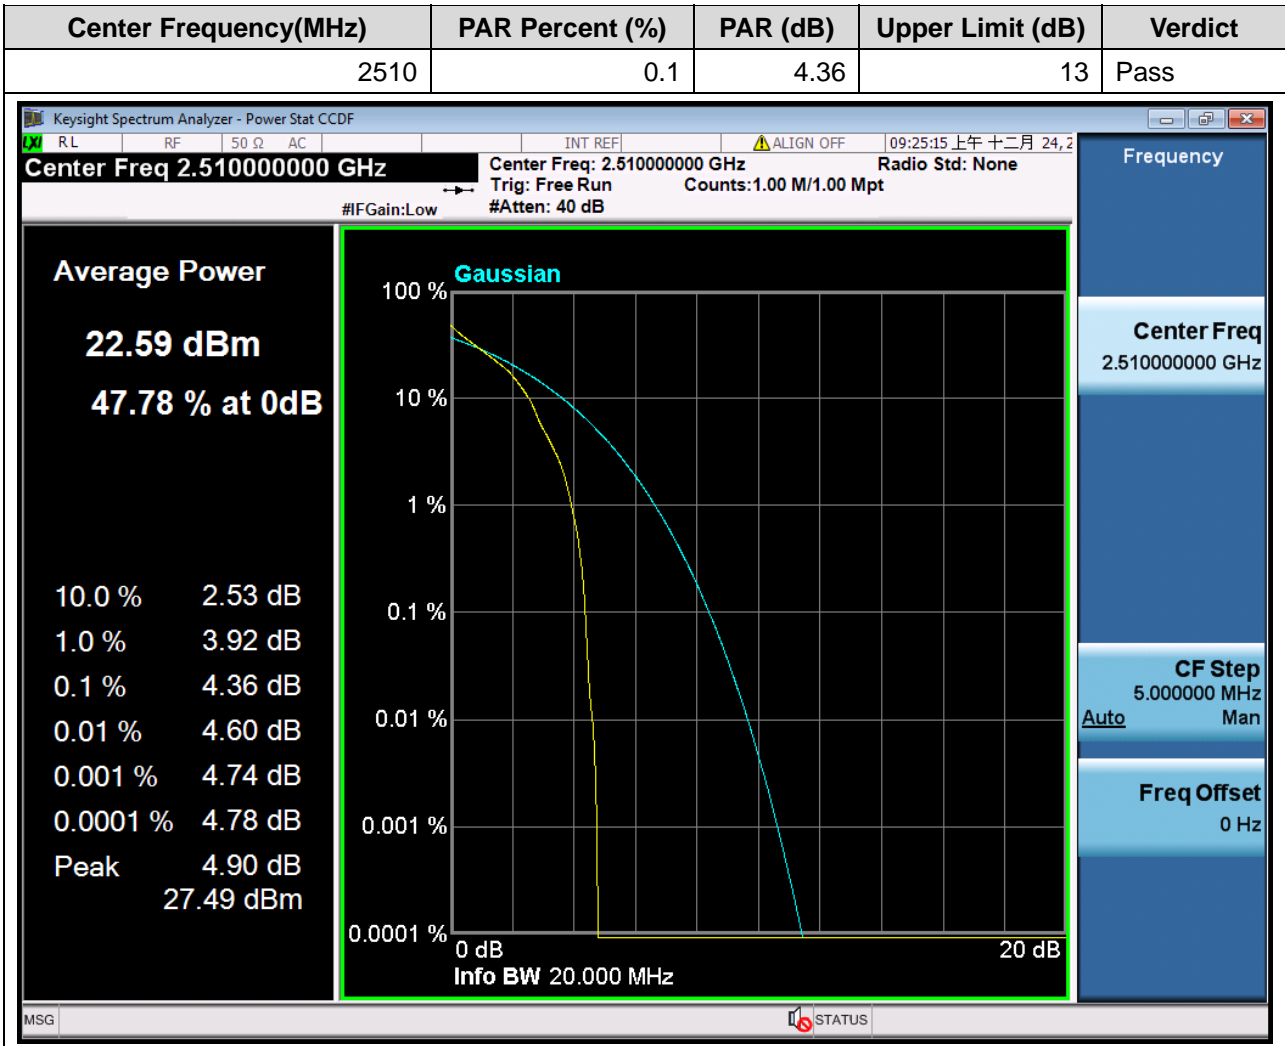 Center Frequency(MHz) PAR Percent (%) PAR (dB) Upper Limit (dB) Verdict
2510 0.1 4.36 13 Pass
Keysight Spectrum Analyzer - Power Stat CCDF
LXI RL RF 50 Ω AC INT REF ALIGN OFF 09:25:15 上午 十二月 24, 2
Center Freq 2.510000000 GHz
#IFGain:Low
Center Freq: 2.510000000 GHz Radio Std: None
Trig: Free Run Counts:1.00 M/1.00 Mpt
#Atten: 40 dB
Average Power
22.59 dBm
47.78 % at 0dB
10.0 % 2.53 dB
1.0 % 3.92 dB
0.1 % 4.36 dB
0.01 % 4.60 dB
0.001 % 4.74 dB
0.0001 % 4.78 dB
Peak 4.90 dB
27.49 dBm
Gaussian
100 %
10 %
1 %
0.1 %
0.01 %
0.001 %
0.0001 %
0 dB 20 dB
Info BW 20.000 MHz
Frequency
Center Freq
2.510000000 GHz
CF Step
5.000000 MHz
Auto Man
Freq Offset
0 Hz
MSG STATUS